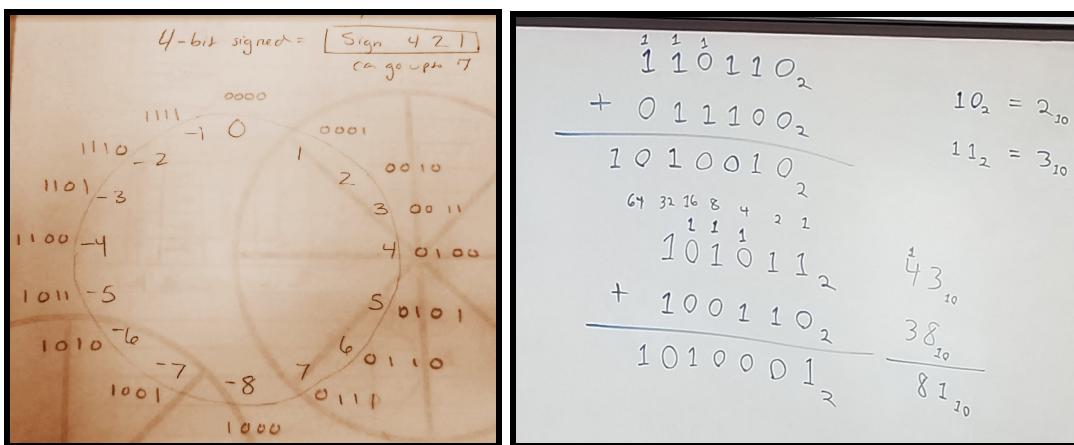 4-bit signed = Sign 4 2 1
can go upto 7
0000
1111 -1 0 0001
1110 -2 1 0010
1101 -3 2
3 0011
1100 -4 4 0100
1011 -5 5 0101
1010 -6 6 0110
-7 7
1001 -8 0111
1000
1 1 1
110110₂
+ 011100₂
1010010₂
10₂ = 2₁₀
11₂ = 3₁₀
64 32 16 8 4 2 1
1 1 1
101011₂
+ 100110₂
1010001₂
1
43₁₀
38₁₀
81₁₀